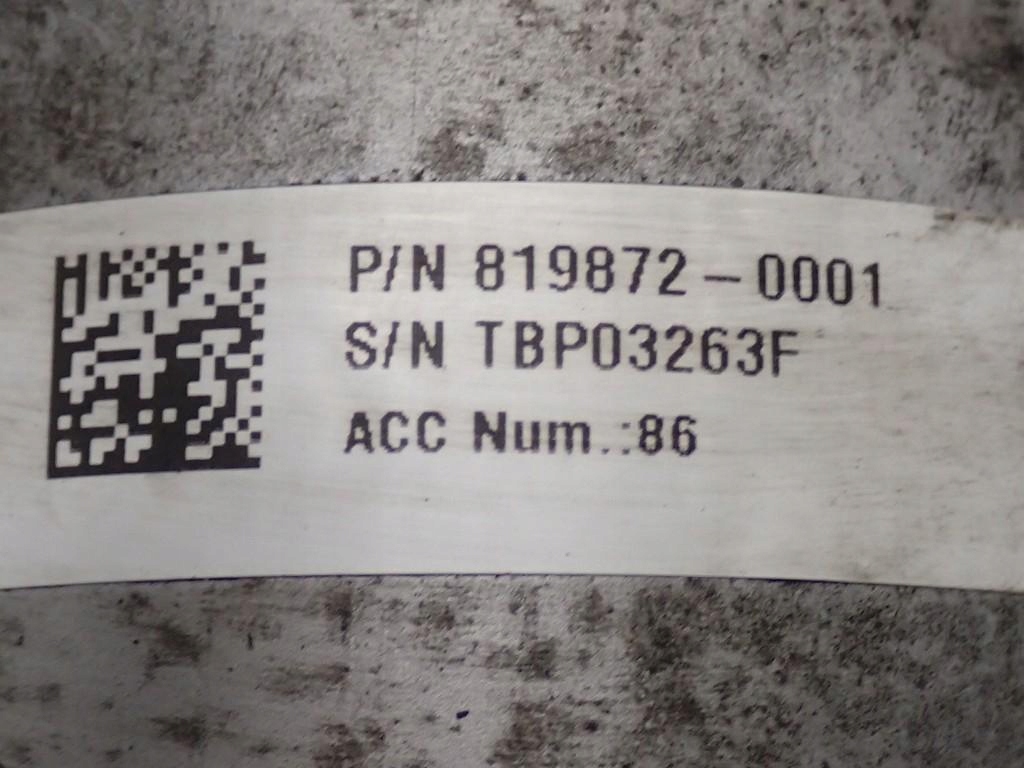 P/N 819872-0001
S/N TBP03263F
ACC Num.:86